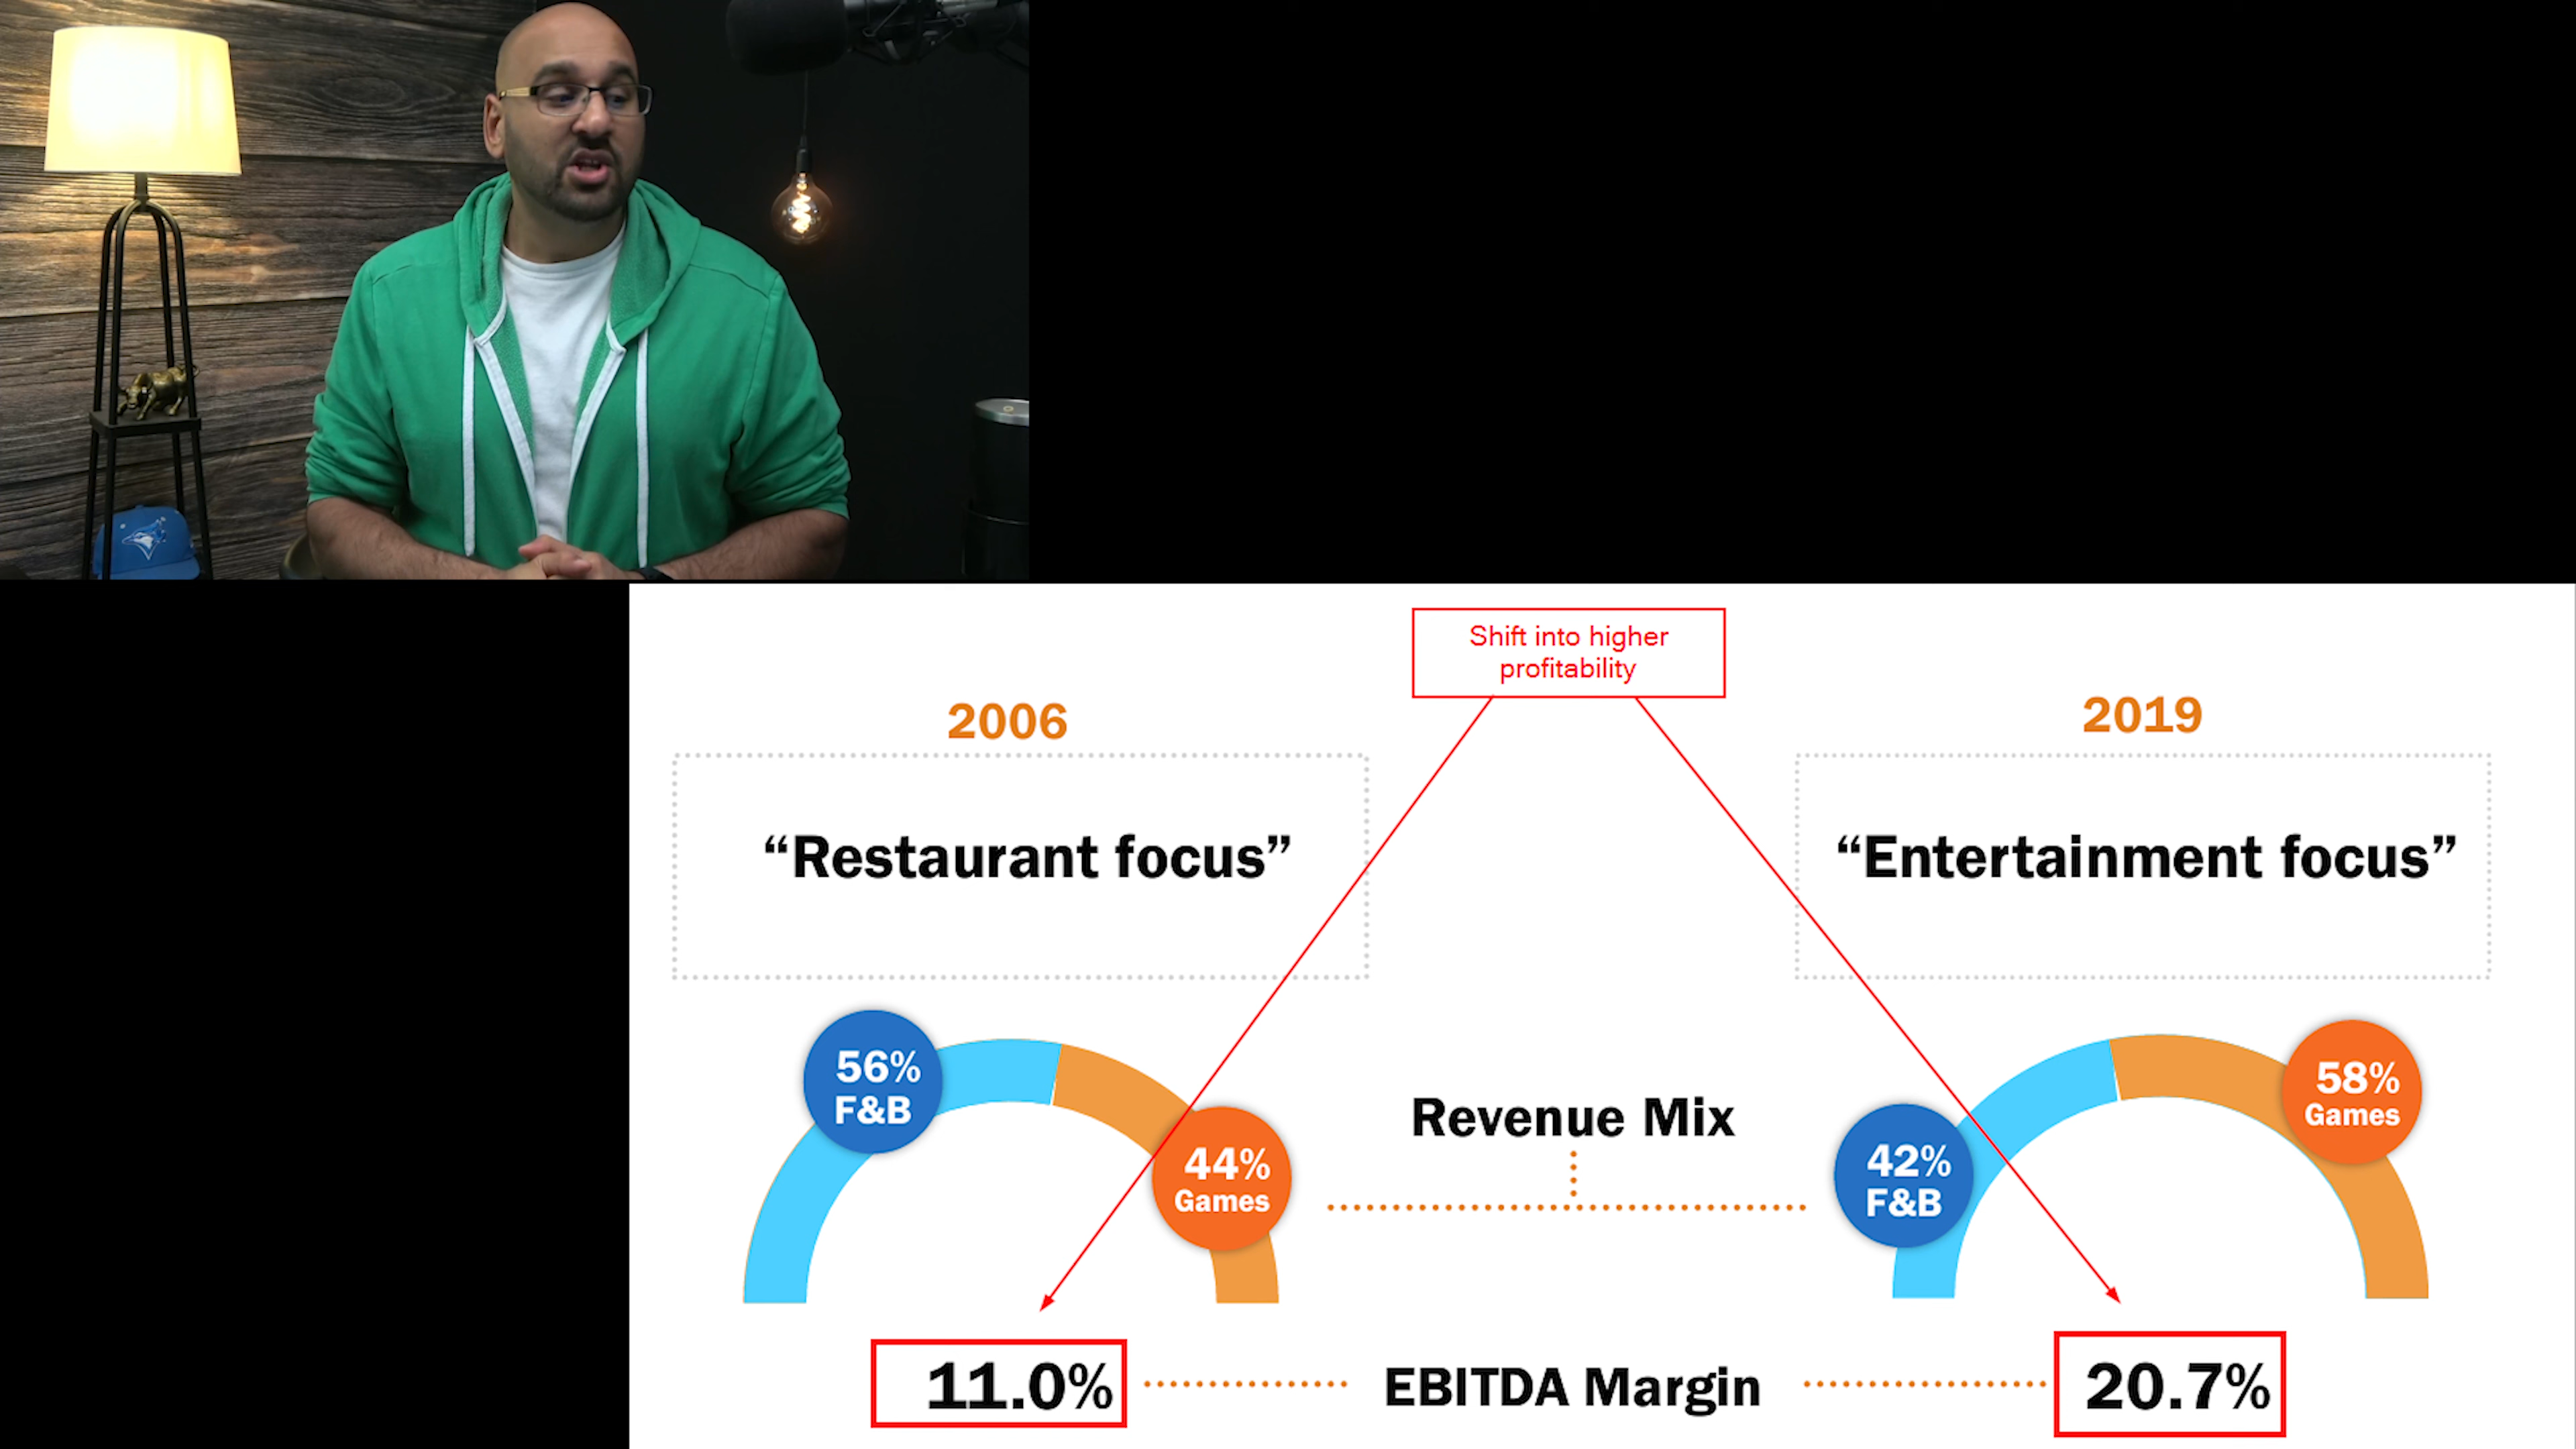 Shift into higher
profitability
2006
2019
“Restaurant focus”
“Entertainment focus”
56%
F&B
44%
Games
Revenue Mix
42%
F&B
58%
Games
11.0%
EBITDA Margin
20.7%